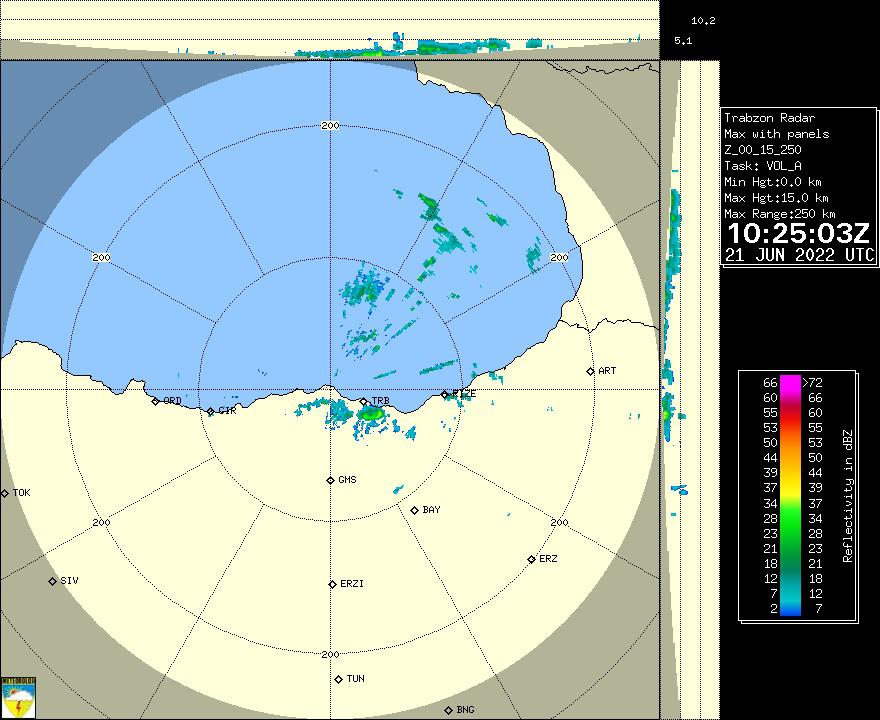 10.2
5.1
200
200
200
ORD
GIR
TRB
RIZE
ART
TOK
GMS
BAY
200
200
SIV
ERZI
ERZ
200
TUN
BNG
Trabzon Radar
Max with panels
Z_00_15_250
Task: VOL_A
Min Hgt:0.0 km
Max Hgt:15.0 km
Max Range:250 km
10:25:03Z
21 JUN 2022 UTC
66 >72
60 66
55 60
53 55
50 53
44 50
39 44
37 39
34 37
28 34
23 28
21 23
18 21
12 18
7 12
2 7
Reflectivity in dBZ